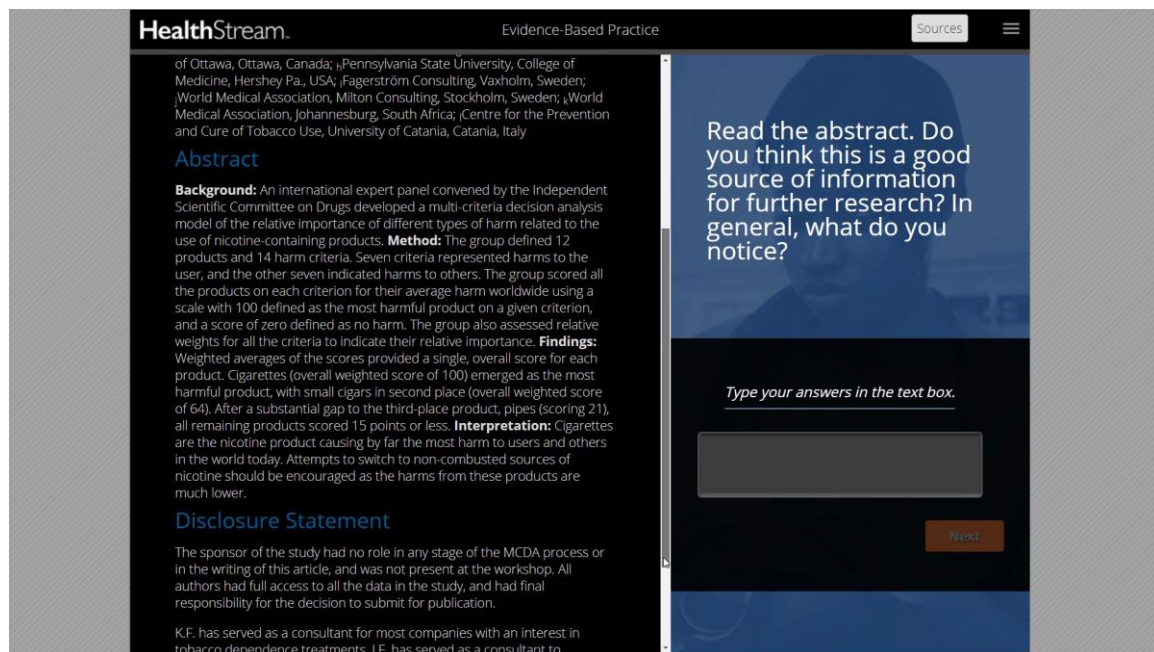 HealthStream
Evidence-Based Practice
Sources
of Ottawa, Ottawa, Canada; hPennsylvania State University, College of
Medicine, Hershey Pa., USA; iFagerström Consulting, Vaxholm, Sweden;
jWorld Medical Association, Milton Consulting, Stockholm, Sweden; kWorld
Medical Association, Johannesburg, South Africa; lCentre for the Prevention
and Cure of Tobacco Use, University of Catania, Catania, Italy
Abstract
Background: An international expert panel convened by the Independent
Scientific Committee on Drugs developed a multi-criteria decision analysis
model of the relative importance of different types of harm related to the
use of nicotine-containing products. Method: The group defined 12
products and 14 harm criteria. Seven criteria represented harms to the
user, and the other seven indicated harms to others. The group scored all
the products on each criterion for their average harm worldwide using a
scale with 100 defined as the most harmful product on a given criterion,
and a score of zero defined as no harm. The group also assessed relative
weights for all the criteria to indicate their relative importance. Findings:
Weighted averages of the scores provided a single, overall score for each
product. Cigarettes (overall weighted score of 100) emerged as the most
harmful product, with small cigars in second place (overall weighted score
of 64). After a substantial gap to the third-place product, pipes (scoring 21),
all remaining products scored 15 points or less. Interpretation: Cigarettes
are the nicotine product causing by far the most harm to users and others
in the world today. Attempts to switch to non-combusted sources of
nicotine should be encouraged as the harms from these products are
much lower.
Disclosure Statement
The sponsor of the study had no role in any stage of the MCDA process or
in the writing of this article, and was not present at the workshop. All
authors had full access to all the data in the study, and had final
responsibility for the decision to submit for publication.
K.F. has served as a consultant for most companies with an interest in
tobacco dependence treatments. J.F. has served as a consultant to
Read the abstract. Do
you think this is a good
source of information
for further research? In
general, what do you
notice?
Type your answers in the text box.
Next